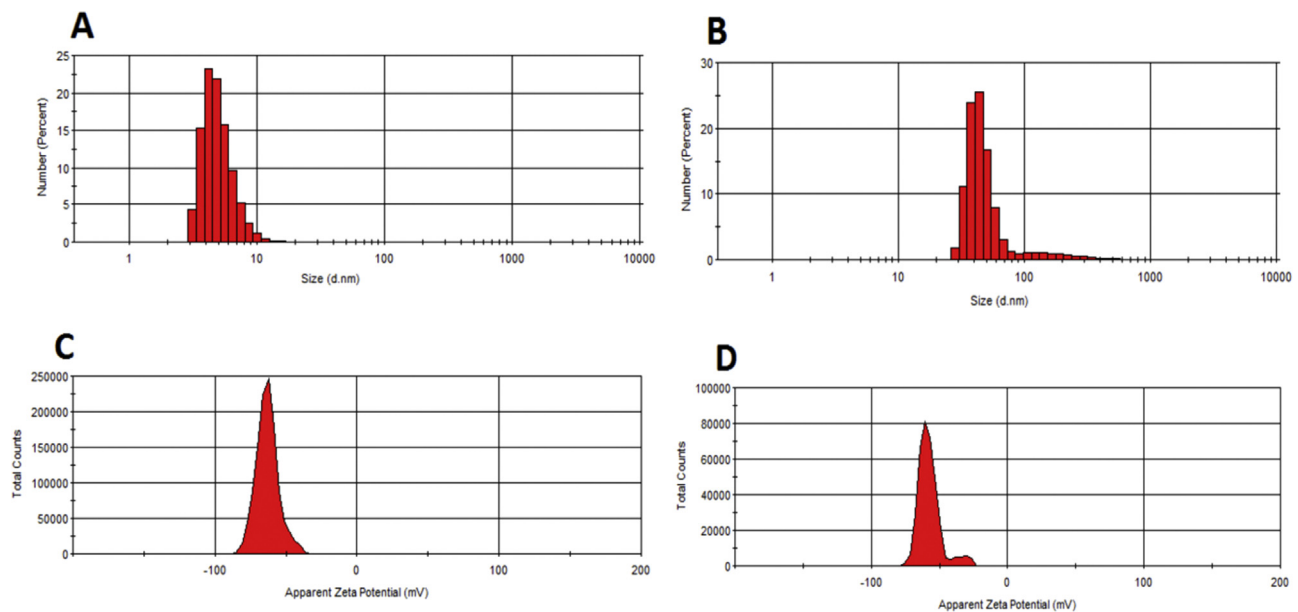 A
25
20
15
10
5
0
Number (Percent)
1 10 100 1000 10000
Size (d.nm)
B
30
20
10
0
Number (Percent)
1 10 100 1000 10000
Size (d.nm)
C
250000
200000
150000
100000
50000
0
Total Counts
-100 0 100 200
Apparent Zeta Potential (mV)
D
100000
80000
60000
40000
20000
0
Total Counts
-100 0 100 200
Apparent Zeta Potential (mV)